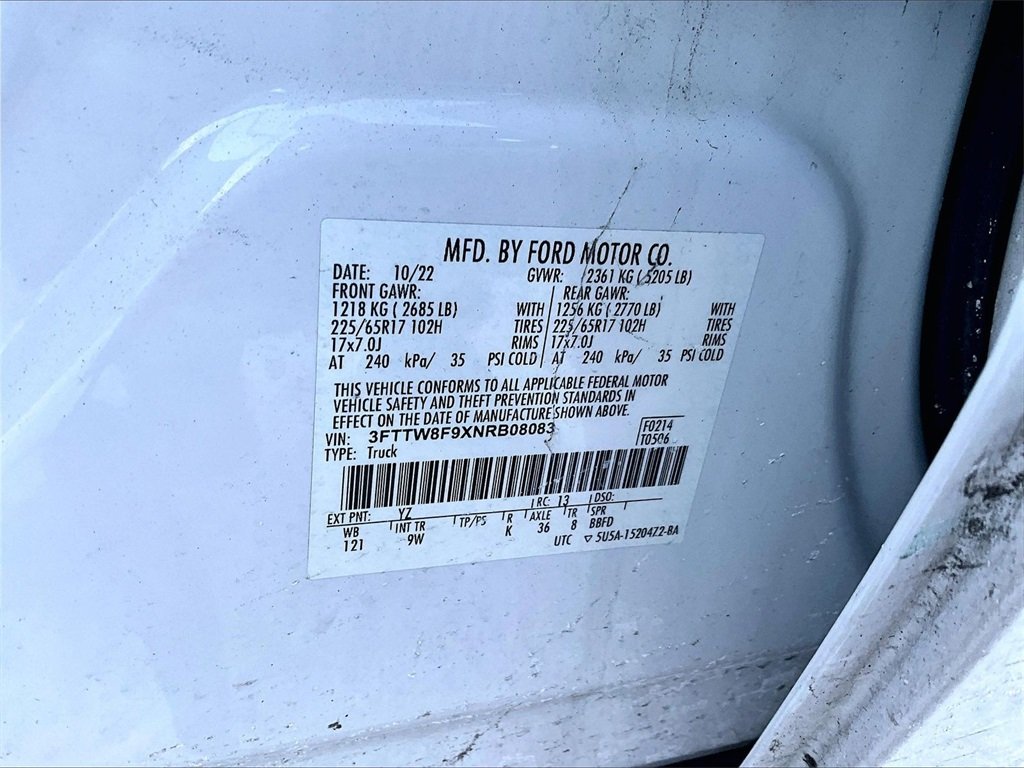 MFD. BY FORD MOTOR CO.
DATE: 10/22 GVWR: 2361 KG ( 5205 LB)
FRONT GAWR: REAR GAWR:
1218 KG ( 2685 LB) WITH 1256 KG ( 2770 LB) WITH
225/65R17 102H TIRES 225/65R17 102H TIRES
17x7.0J RIMS 17x7.0J RIMS
AT 240 kPa/ 35 PSI COLD AT 240 kPa/ 35 PSI COLD
THIS VEHICLE CONFORMS TO ALL APPLICABLE FEDERAL MOTOR
VEHICLE SAFETY AND THEFT PREVENTION STANDARDS IN
EFFECT ON THE DATE OF MANUFACTURE SHOWN ABOVE.
VIN: 3FTTW8F9XNRB08083 F0214
TYPE: Truck T0506
EXT PNT: YZ RC: 13 DSO:
WB INT TR TP/PS R AXLE TR SPR
121 9W K 36 8 BBFD
UTC ▽ 5U5A-15204Z2-BA